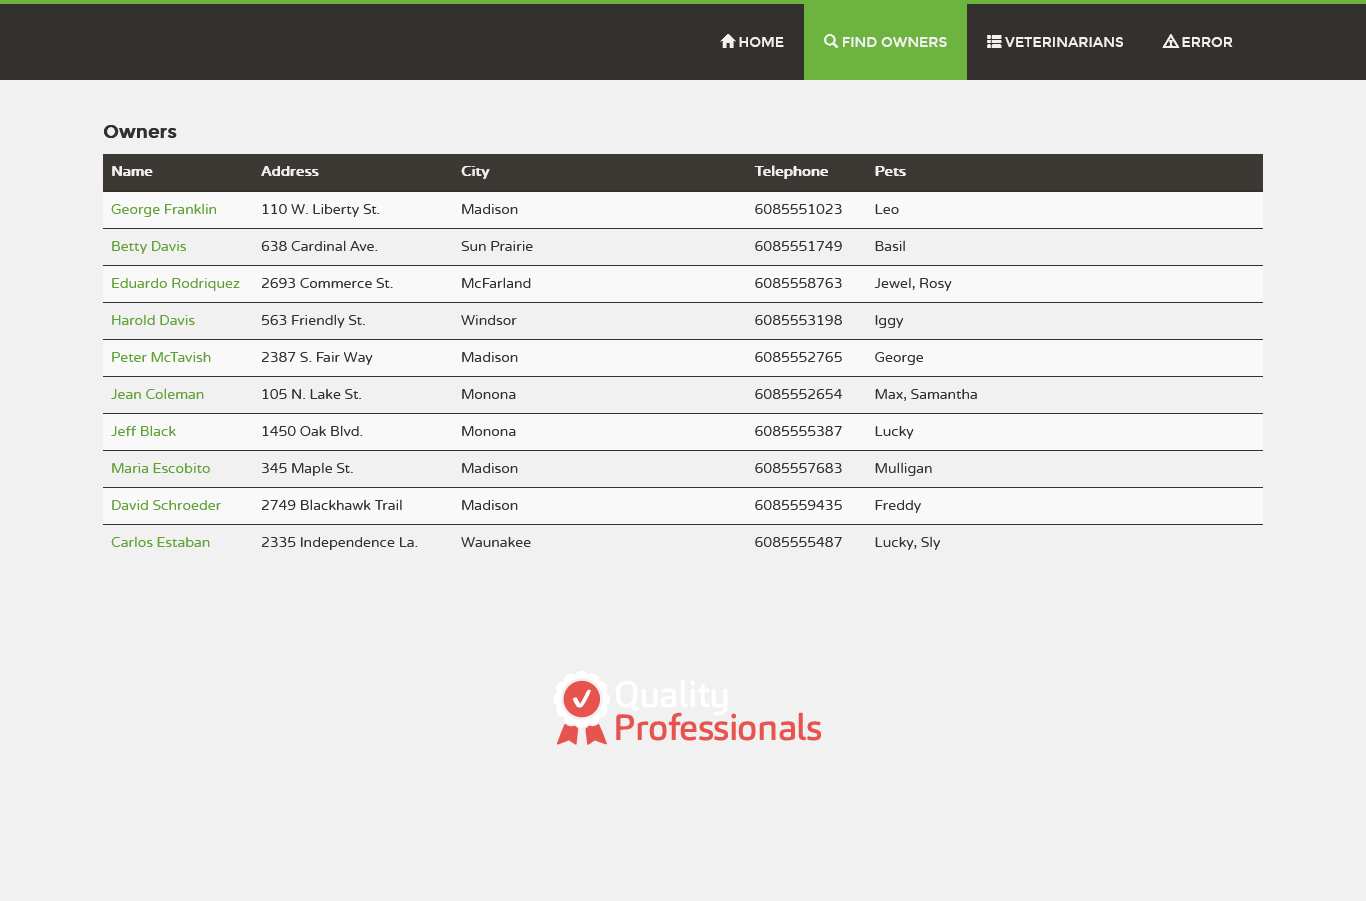 HOME FIND OWNERS VETERINARIANS ERROR
Owners
Name Address City Telephone Pets
George Franklin 110 W. Liberty St. Madison 6085551023 Leo
Betty Davis 638 Cardinal Ave. Sun Prairie 6085551749 Basil
Eduardo Rodriquez 2693 Commerce St. McFarland 6085558763 Jewel, Rosy
Harold Davis 563 Friendly St. Windsor 6085553198 Iggy
Peter McTavish 2387 S. Fair Way Madison 6085552765 George
Jean Coleman 105 N. Lake St. Monona 6085552654 Max, Samantha
Jeff Black 1450 Oak Blvd. Monona 6085555387 Lucky
Maria Escobito 345 Maple St. Madison 6085557683 Mulligan
David Schroeder 2749 Blackhawk Trail Madison 6085559435 Freddy
Carlos Estaban 2335 Independence La. Waunakee 6085555487 Lucky, Sly
Quality
Professionals